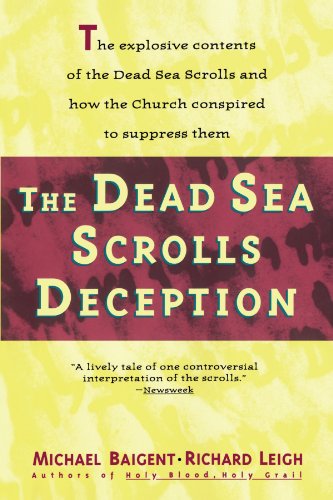 The explosive contents
of the Dead Sea Scrolls and
how the Church conspired
to suppress them
THE DEAD SEA
SCROLLS
DECEPTION
"A lively tale of one controversial
interpretation of the scrolls."
—Newsweek
MICHAEL BAIGENT · RICHARD LEIGH
Authors of Holy Blood, Holy Grail